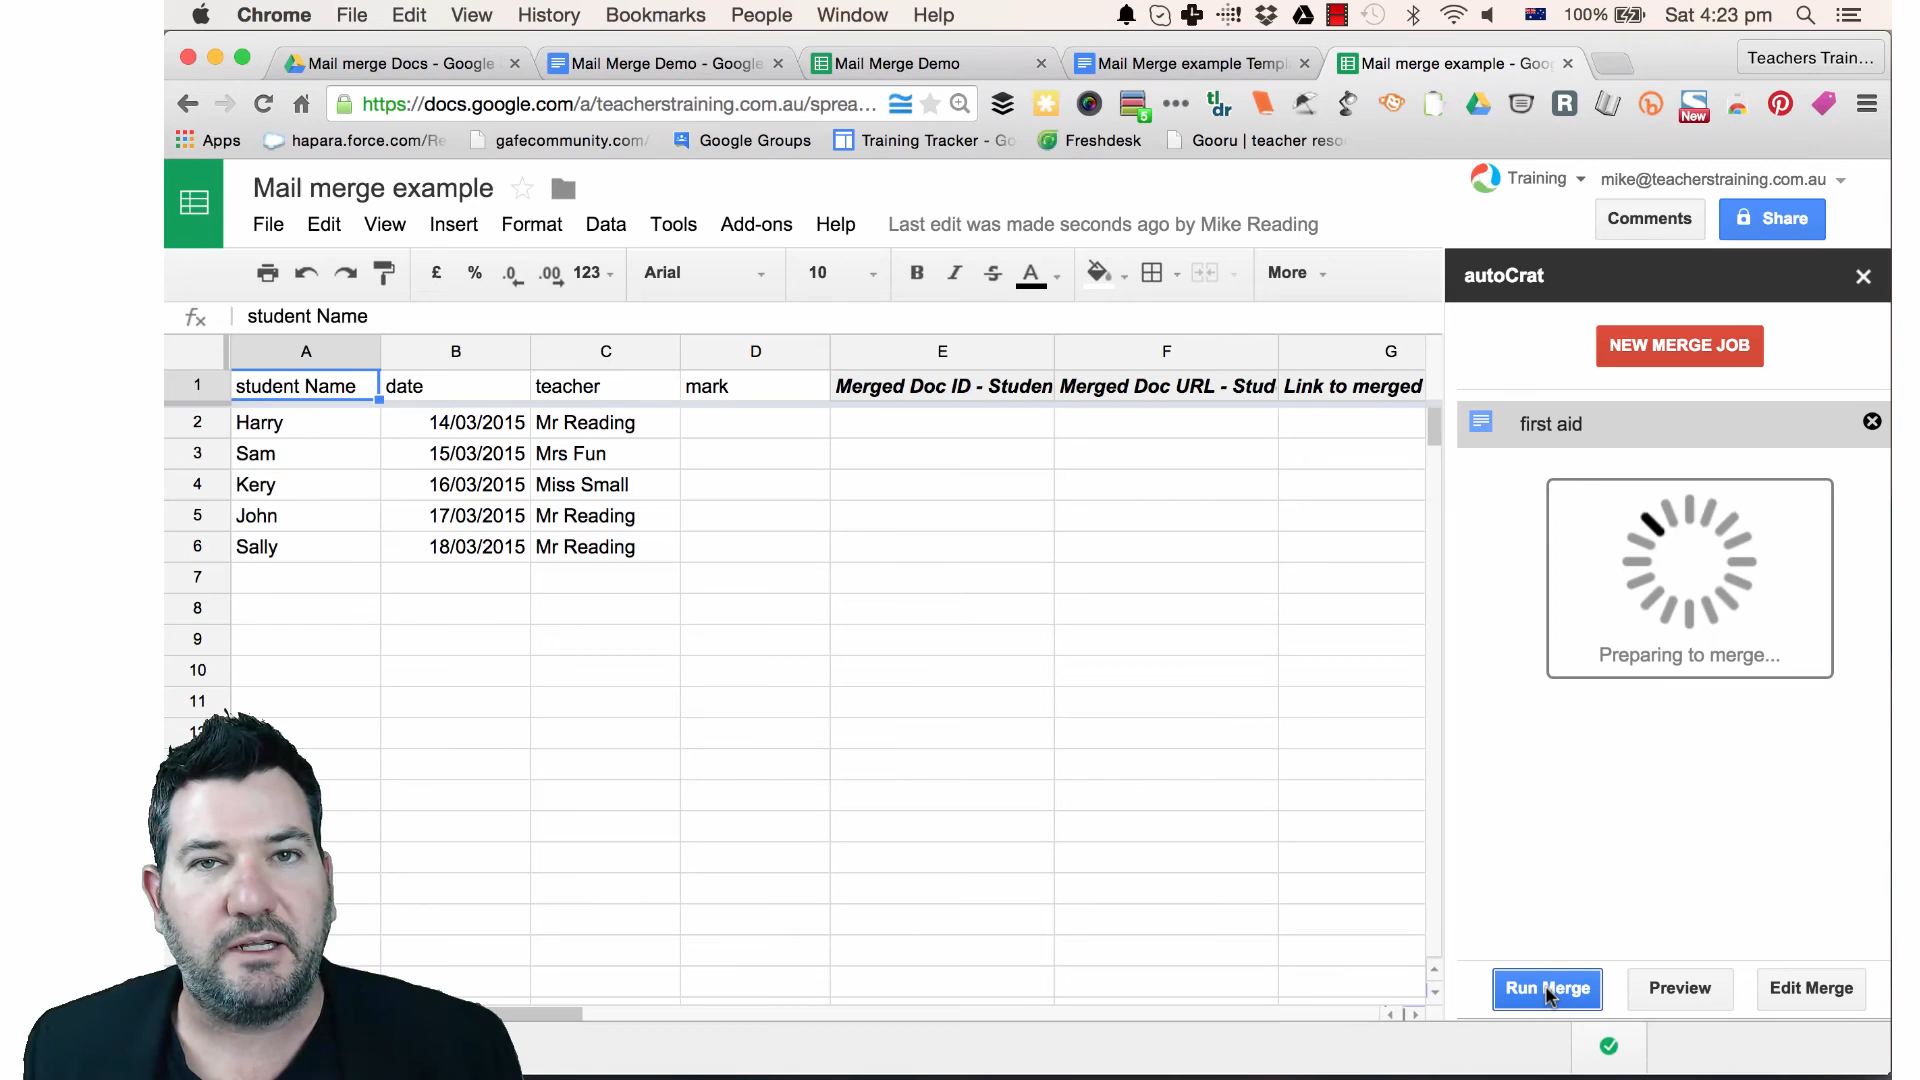 Chrome File Edit View History Bookmarks People Window Help 100% Sat 4:23 pm
Mail merge Docs - Google Mail Merge Demo - Google Mail Merge Demo Mail Merge example Templ Mail merge example - Goo Teachers Train...
https://docs.google.com/a/teacherstraining.com.au/sprea... 5 tl;dr R New
Apps hapara.force.com/Re gafecommunity.com/ Google Groups Training Tracker - Go Freshdesk Gooru | teacher reso
Mail merge example Training mike@teacherstraining.com.au
File Edit View Insert Format Data Tools Add-ons Help Last edit was made seconds ago by Mike Reading Comments Share
£ % .0 .00 123 Arial 10 B I S A More autoCrat
fx student Name
NEW MERGE JOB
A B C D E F G
1 student Name date teacher mark Merged Doc ID - Studen Merged Doc URL - Stud Link to merged
2 Harry 14/03/2015 Mr Reading first aid
3 Sam 15/03/2015 Mrs Fun
4 Kery 16/03/2015 Miss Small
5 John 17/03/2015 Mr Reading
6 Sally 18/03/2015 Mr Reading
7
8
9
Preparing to merge...
10
11
Run Merge Preview Edit Merge